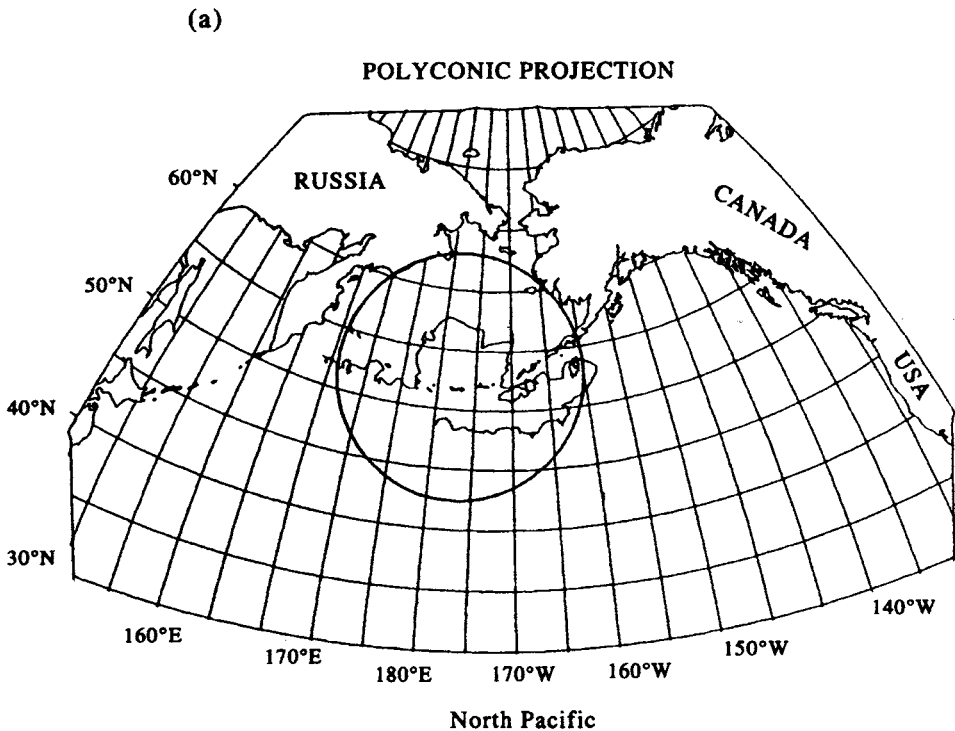 (a)
POLYCONIC PROJECTION
60°N
RUSSIA
CANADA
50°N
USA
40°N
30°N
160°E
170°E
180°E
170°W
160°W
150°W
140°W
North Pacific